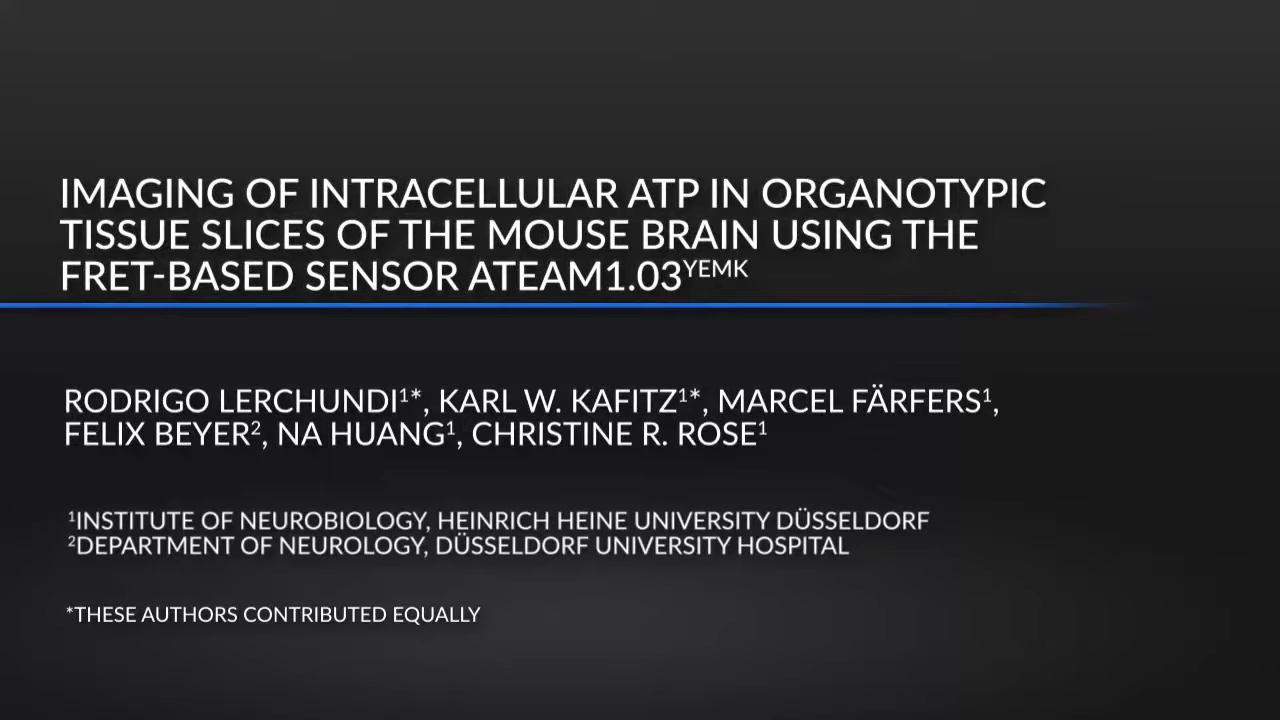 IMAGING OF INTRACELLULAR ATP IN ORGANOTYPIC
TISSUE SLICES OF THE MOUSE BRAIN USING THE
FRET-BASED SENSOR ATEAM1.03ʸᴱᴹᴷ
RODRIGO LERCHUNDI¹*, KARL W. KAFITZ¹*, MARCEL FÄRFERS¹,
FELIX BEYER², NA HUANG¹, CHRISTINE R. ROSE¹
¹INSTITUTE OF NEUROBIOLOGY, HEINRICH HEINE UNIVERSITY DÜSSELDORF
²DEPARTMENT OF NEUROLOGY, DÜSSELDORF UNIVERSITY HOSPITAL
*THESE AUTHORS CONTRIBUTED EQUALLY